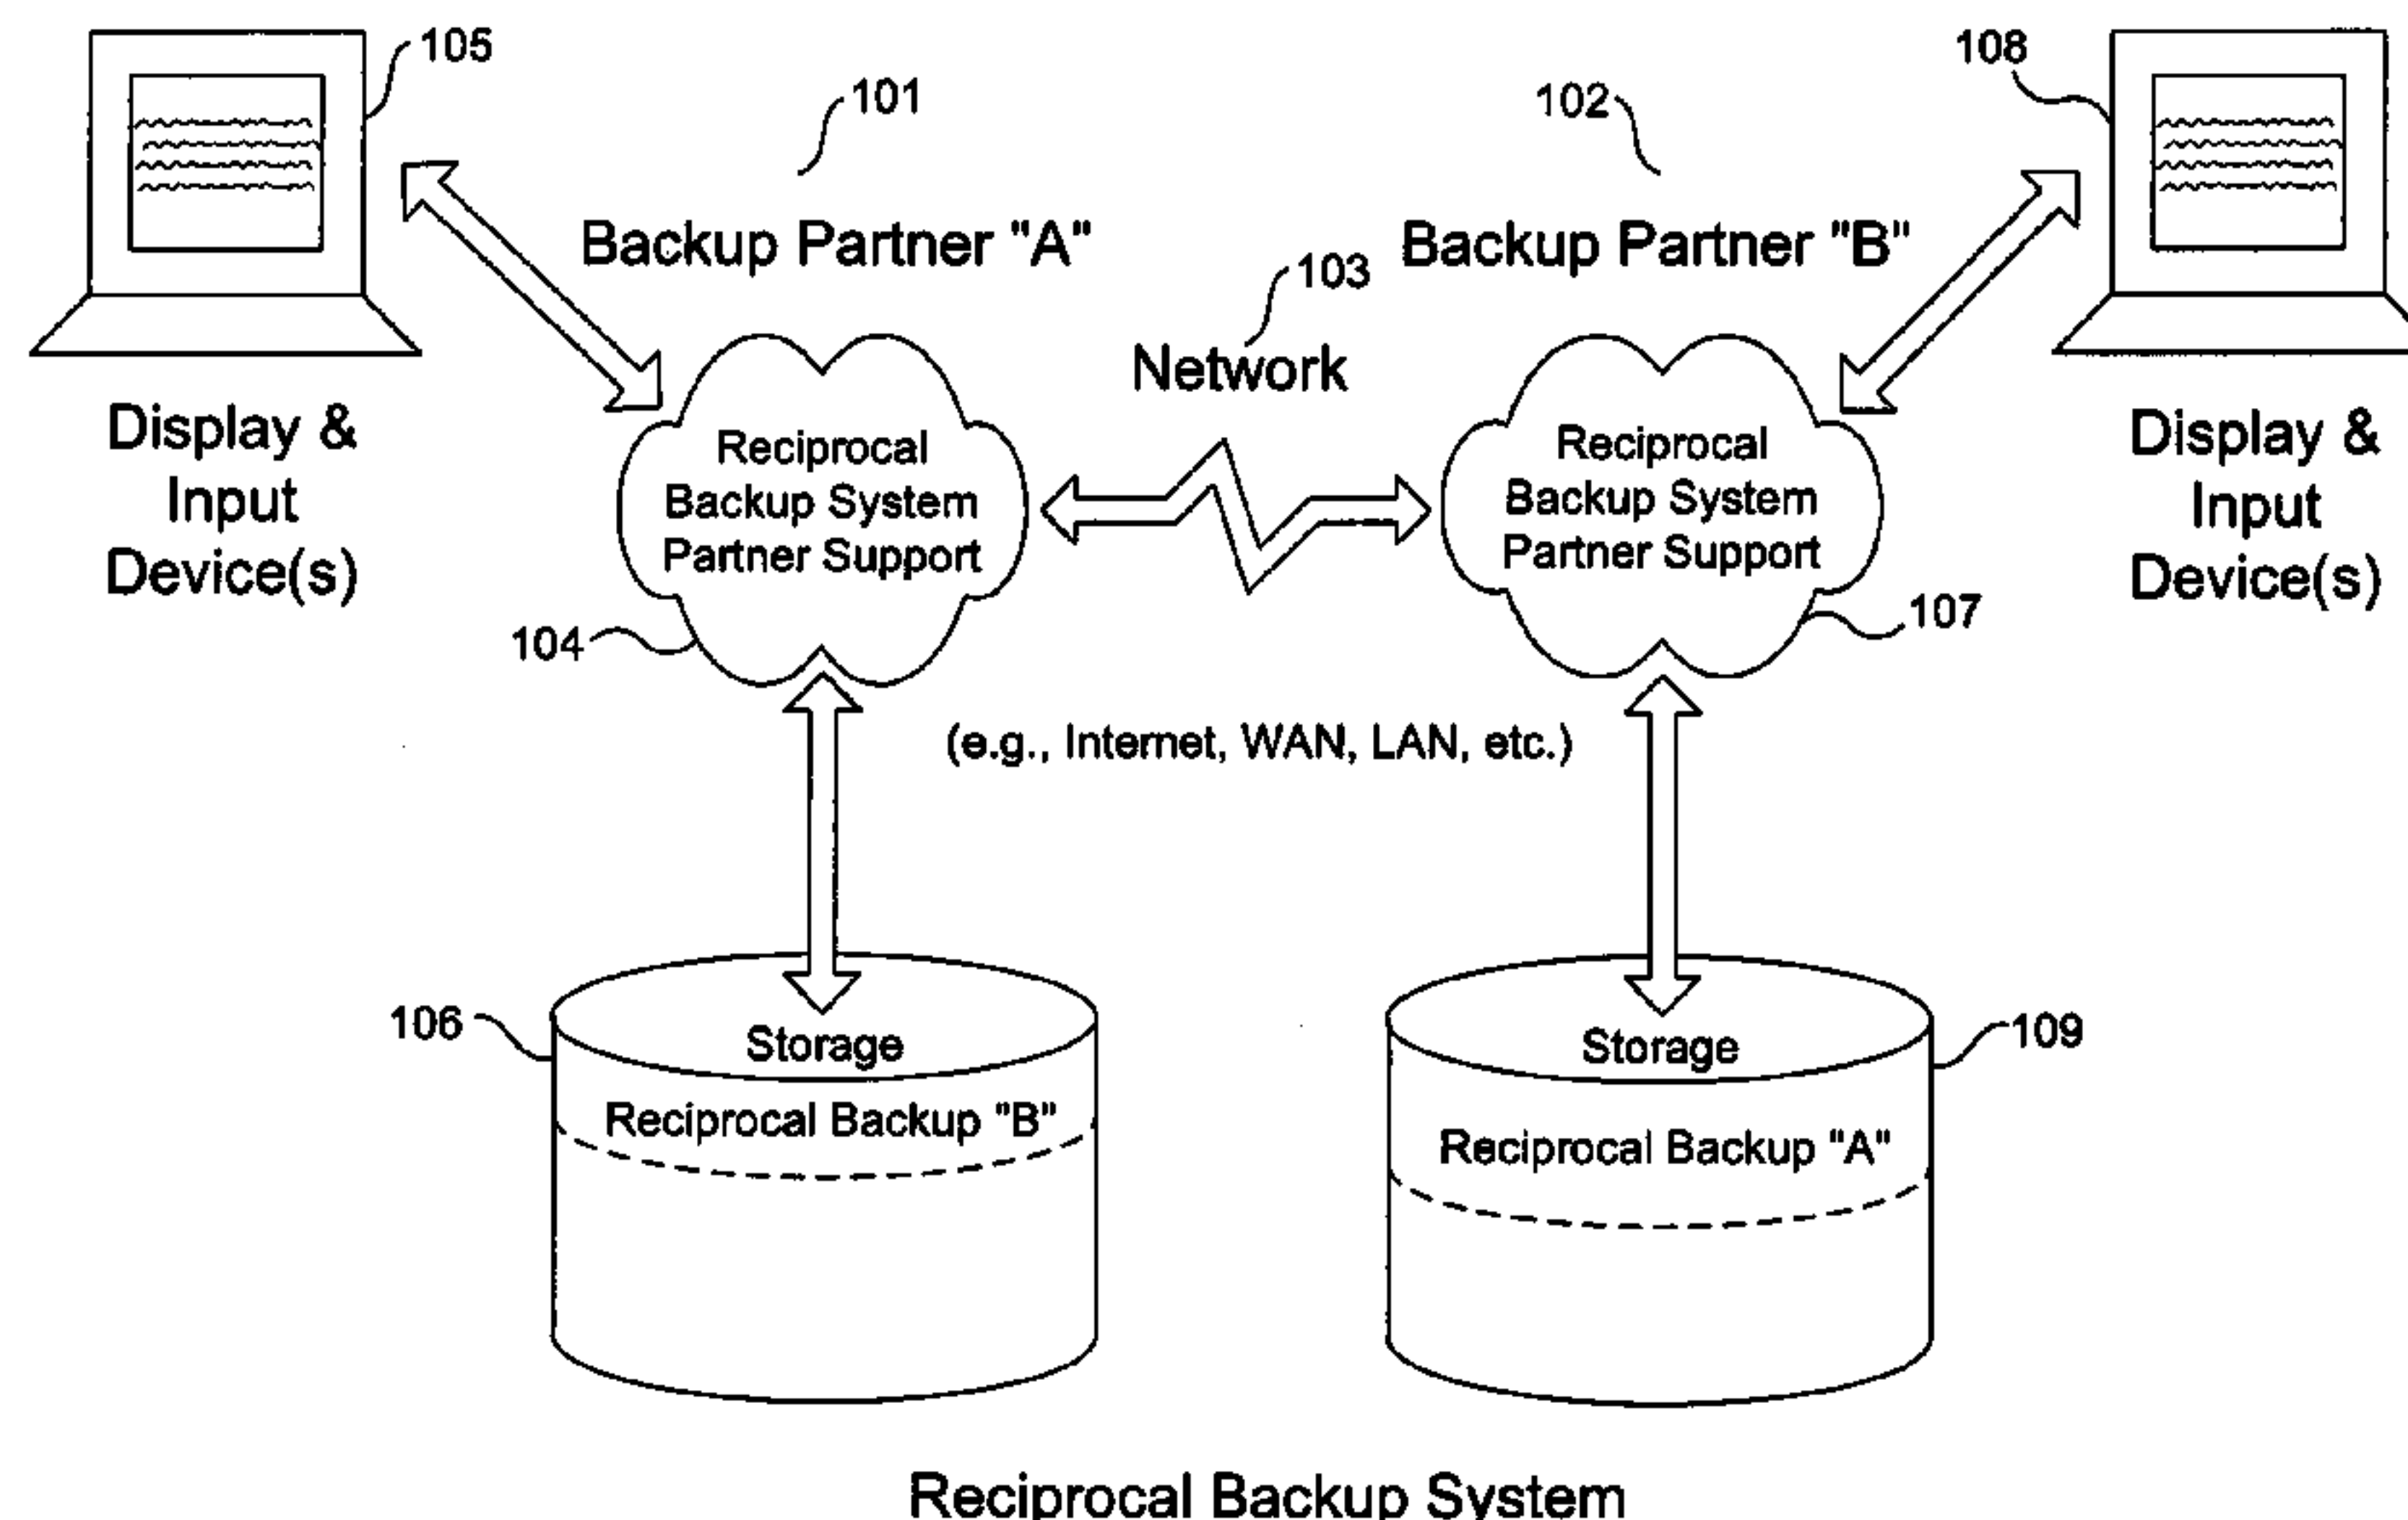 105
101
102
108
Backup Partner "A"
Backup Partner "B"
103
Network
Display &
Input
Device(s)
Reciprocal
Backup System
Partner Support
Reciprocal
Backup System
Partner Support
Display &
Input
Device(s)
104
107
(e.g., Internet, WAN, LAN, etc.)
106
Storage
Reciprocal Backup "B"
Storage
Reciprocal Backup "A"
109
Reciprocal Backup System